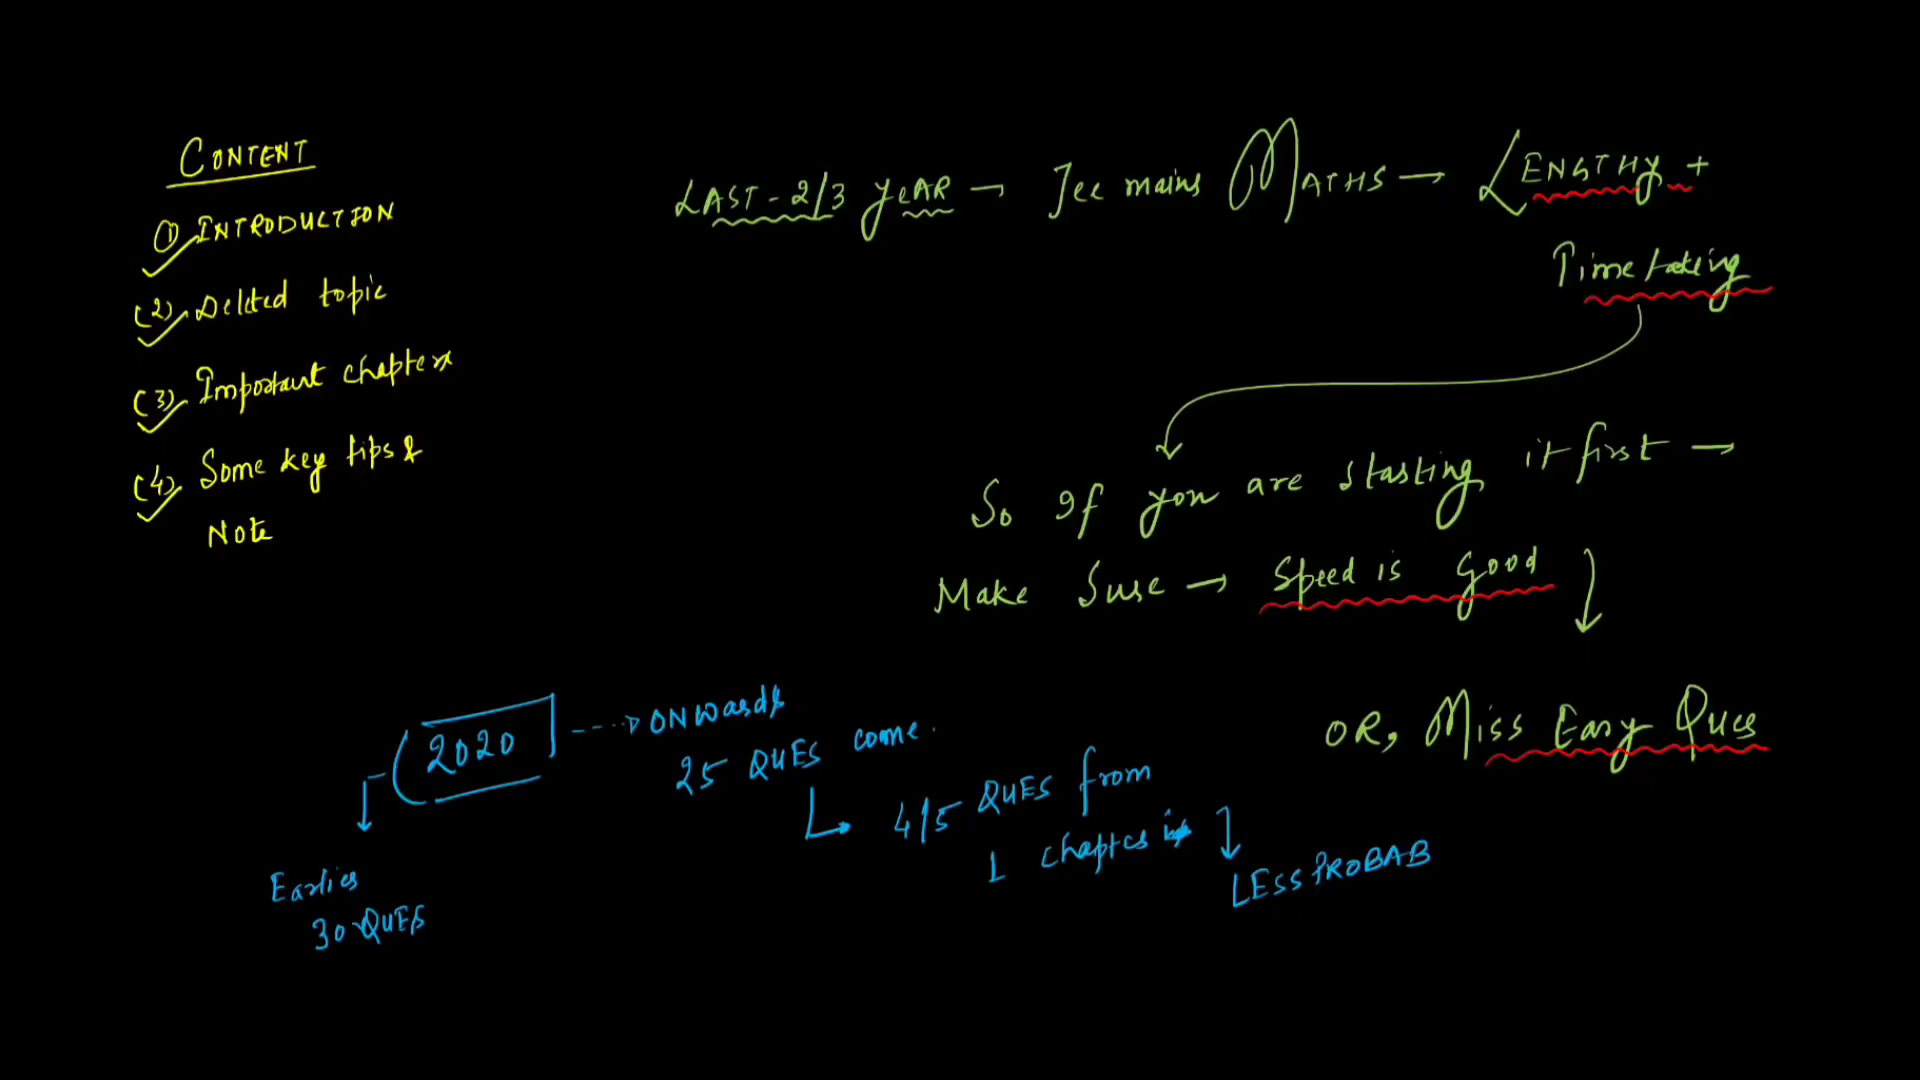 CONTENT
① INTRODUCTION
(2) Deleted topic
(3) Important chapter
(4) Some key tips &
Note
LAST - 2/3 YeAR → Jee mains MATHS → LENGTHY +
Time taking
So If you are starting it first →
Make Sure → Speed is good
OR, Miss Easy Ques
2020 → ONWards
25 QUES come.
4/5 QUES from
1 chapter is
LESS PROBAB
Earlier
30 QUES